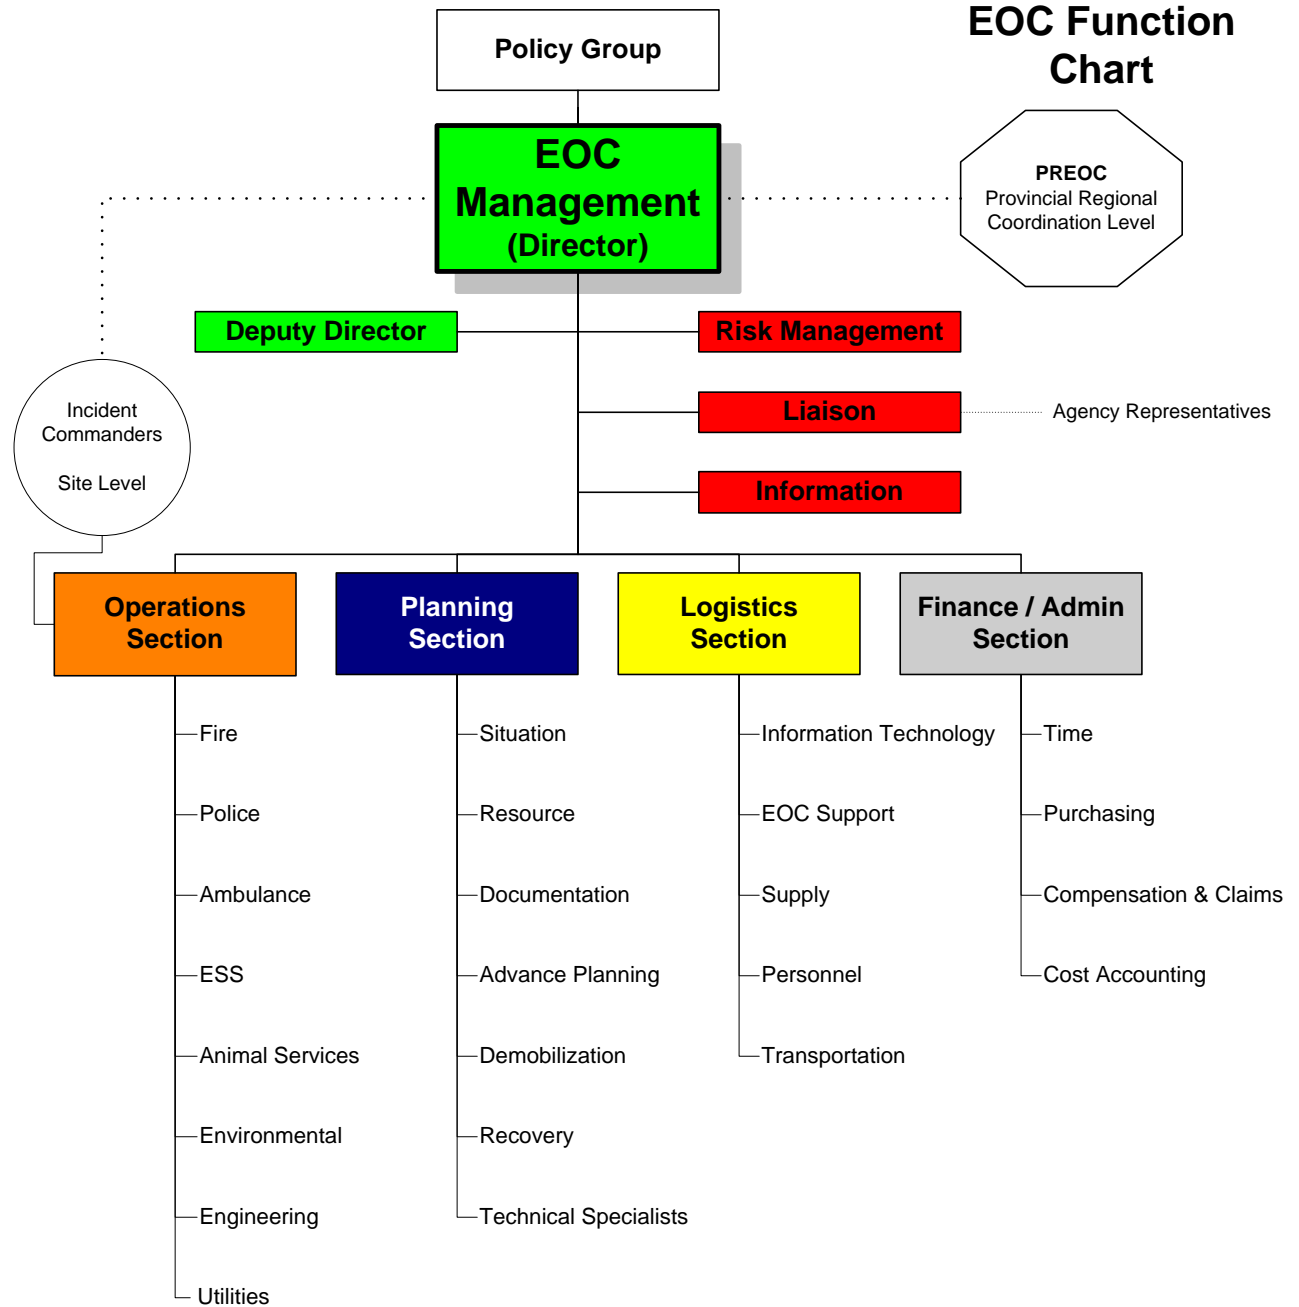 EOC Function
Chart
Policy Group
EOC
Management
(Director)
PREOC
Provincial Regional
Coordination Level
Deputy Director
Risk Management
Incident
Commanders
Site Level
Liaison
Agency Representatives
Information
Operations
Section
Planning
Section
Logistics
Section
Finance / Admin
Section
Fire
Police
Ambulance
ESS
Animal Services
Environmental
Engineering
Utilities
Situation
Resource
Documentation
Advance Planning
Demobilization
Recovery
Technical Specialists
Information Technology
EOC Support
Supply
Personnel
Transportation
Time
Purchasing
Compensation & Claims
Cost Accounting